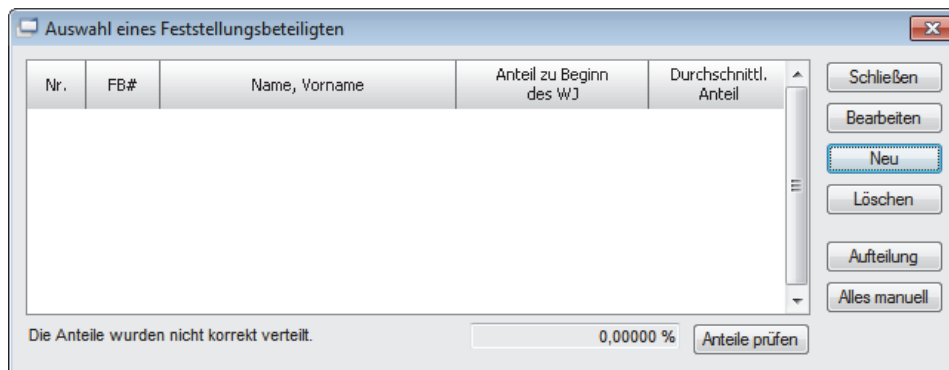 Auswahl eines Feststellungsbeteiligten
Nr. FB# Name, Vorname Anteil zu Beginn des WJ Durchschnittl. Anteil
Schließen
Bearbeiten
Neu
Löschen
Aufteilung
Alles manuell
Die Anteile wurden nicht korrekt verteilt. 0,00000 % Anteile prüfen